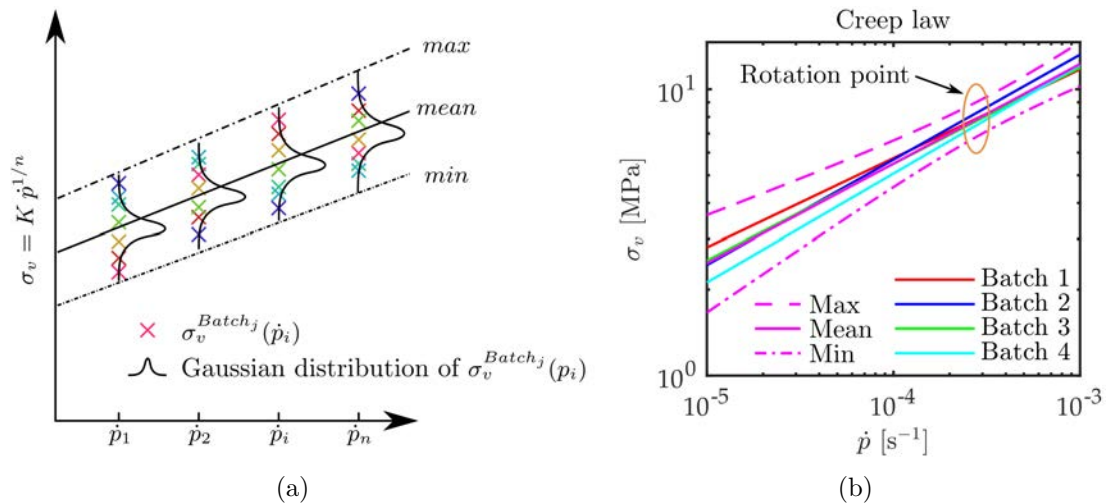 max
mean
min
σ_v = K ṗ^{1/n}
σ_v^{Batch_j}(ṗ_i)
Gaussian distribution of σ_v^{Batch_j}(p_i)
ṗ_1 ṗ_2 ṗ_i ṗ_n
(a)
Creep law
Rotation point
10^1
σ_v [MPa]
Max
Mean
Min
Batch 1
Batch 2
Batch 3
Batch 4
10^0
10^-5 10^-4 10^-3
ṗ [s^-1]
(b)